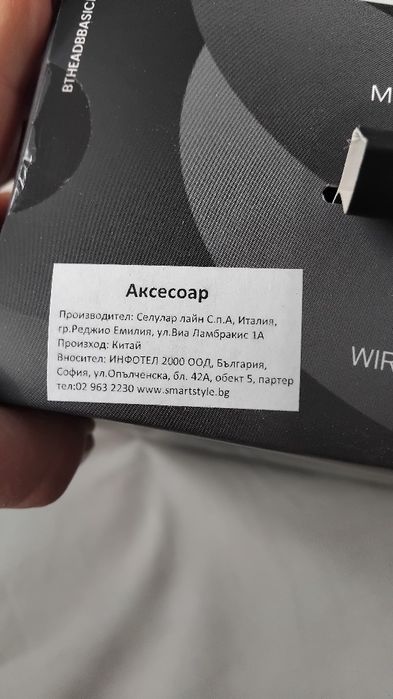 BTHEADBBASIC
M
Аксесоар
Производител: Селулар лайн С.п.А, Италия,
гр.Реджио Емилия, ул.Виа Ламбракис 1А
Произход: Китай
Вносител: ИНФОТЕЛ 2000 ООД, България,
София, ул.Опълченска, бл. 42А, обект 5, партер
тел:02 963 2230 www.smartstyle.bg
WIR